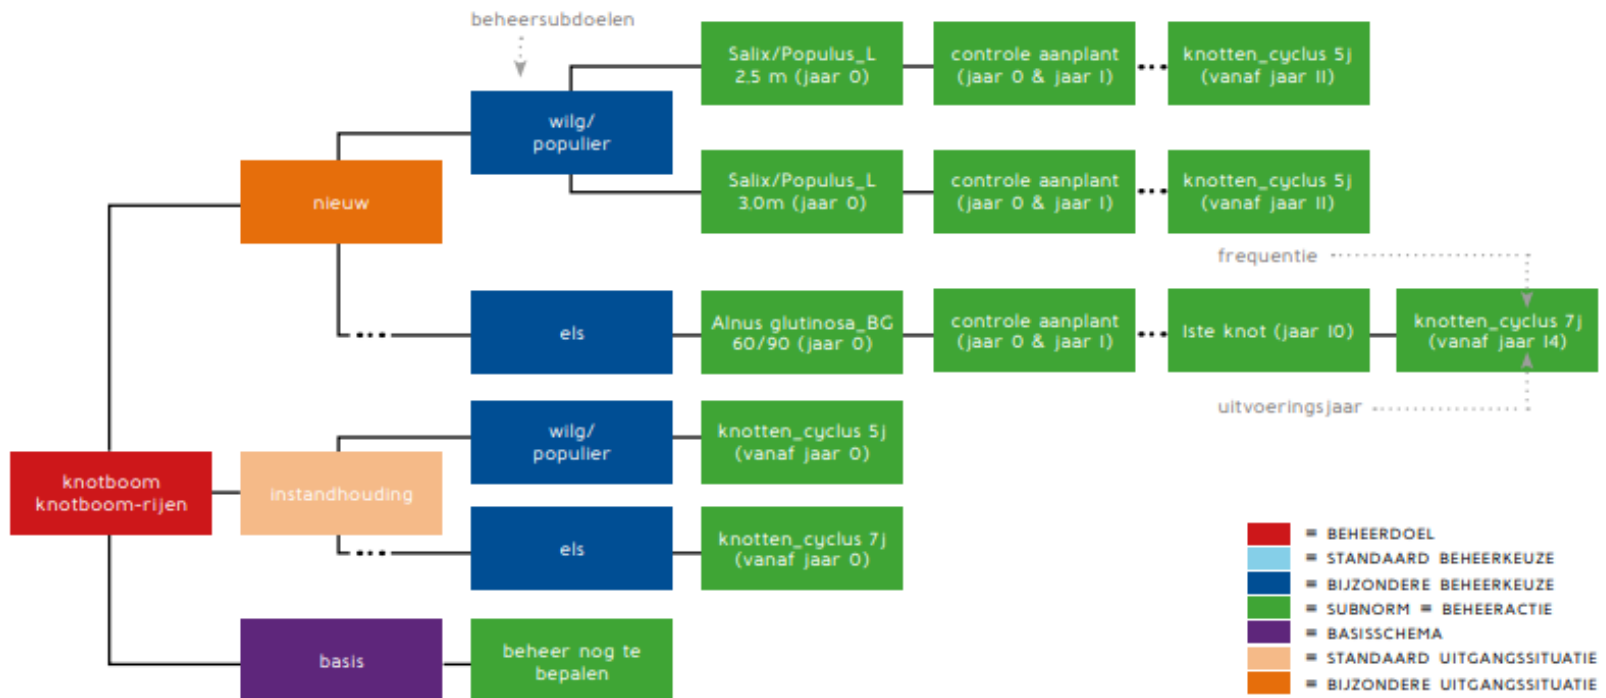 beheersubdoelen
Salix/Populus_L
2.5 m (jaar 0)
controle aanplant
(jaar 0 & jaar 1)
knotten_cyclus 5j
(vanaf jaar 11)
wilg/
populier
nieuw
Salix/Populus_L
3.0m (jaar 0)
controle aanplant
(jaar 0 & jaar 1)
knotten_cyclus 5j
(vanaf jaar 11)
frequentie
els
Alnus glutinosa_BG
60/90 (jaar 0)
controle aanplant
(jaar 0 & jaar 1)
1ste knot (jaar 10)
knotten_cyclus 7j
(vanaf jaar 14)
uitvoeringsjaar
knotboom
knotboom-rijen
instandhouding
wilg/
populier
knotten_cyclus 5j
(vanaf jaar 0)
els
knotten_cyclus 7j
(vanaf jaar 0)
basis
beheer nog te
bepalen
= BEHEERDOEL
= STANDAARD BEHEERKEUZE
= BIJZONDERE BEHEERKEUZE
= SUBNORM = BEHEERACTIE
= BASISSCHEMA
= STANDAARD UITGANGSSITUATIE
= BIJZONDERE UITGANGSSITUATIE